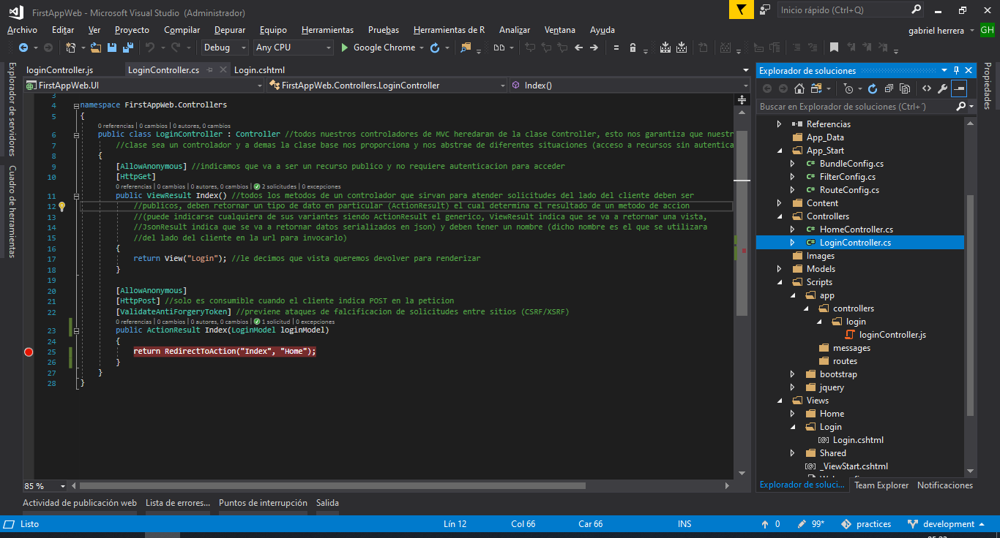 FirstAppWeb - Microsoft Visual Studio (Administrador)
Inicio rápido (Ctrl+Q)
Archivo Editar Ver Proyecto Compilar Depurar Equipo Herramientas Pruebas Herramientas de R Analizar Ventana Ayuda
gabriel herrera GH
Debug Any CPU Google Chrome
Explorador de servidores
Cuadro de herramientas
loginController.js LoginController.cs Login.cshtml
FirstAppWeb.UI FirstAppWeb.Controllers.LoginController Index()
3
4 namespace FirstAppWeb.Controllers
5 {
0 referencias | 0 cambios | 0 autores, 0 cambios
6 public class LoginController : Controller //todos nuestros controladores de MVC heredaran de la clase Controller, esto nos garantiza que nuestr
7 //clase sea un controlador y a demas la clase base nos proporciona y nos abstrae de diferentes situaciones (acceso a recursos sin autentica
8 {
9 [AllowAnonymous] //indicamos que va a ser un recurso publico y no requiere autenticacion para acceder
10 [HttpGet]
0 referencias | 0 cambios | 0 autores, 0 cambios | 2 solicitudes | 0 excepciones
11 public ViewResult Index() //todos los metodos de un controlador que sirvan para atender solicitudes del lado del cliente deben ser
12 //publicos, deben retornar un tipo de dato en particular (ActionResult) el cual determina el resultado de un metodo de accion
13 //(puede indicarse cualquiera de sus variantes siendo ActionResult el generico, ViewResult indica que se va a retornar una vista,
14 //JsonResult indica que se va a retornar datos serializados en json) y deben tener un nombre (dicho nombre es el que se utilizara
15 //del lado del cliente en la url para invocarlo)
16 {
17 return View("Login"); //le decimos que vista queremos devolver para renderizar
18 }
19
20 [AllowAnonymous]
21 [HttpPost] //solo es consumible cuando el cliente indica POST en la peticion
22 [ValidateAntiForgeryToken] //previene ataques de falcificacion de solicitudes entre sitios (CSRF/XSRF)
0 referencias | 0 cambios | 0 autores, 0 cambios | 1 solicitud | 0 excepciones
23 public ActionResult Index(LoginModel loginModel)
24 {
25 return RedirectToAction("Index", "Home");
26 }
27 }
28 }
85 %
Explorador de soluciones
Buscar en Explorador de soluciones (Ctrl+´)
Referencias
App_Data
App_Start
C# BundleConfig.cs
C# FilterConfig.cs
C# RouteConfig.cs
Content
Controllers
C# HomeController.cs
C# LoginController.cs
Images
Models
Scripts
app
controllers
login
loginController.js
messages
routes
bootstrap
jquery
Views
Home
Login
[@] Login.cshtml
Shared
[@] _ViewStart.cshtml
Explorador de soluci... Team Explorer Notificaciones
Propiedades
Actividad de publicación web Lista de errores... Puntos de interrupción Salida
Listo Lín 12 Col 66 Car 66 INS 0 99* practices development